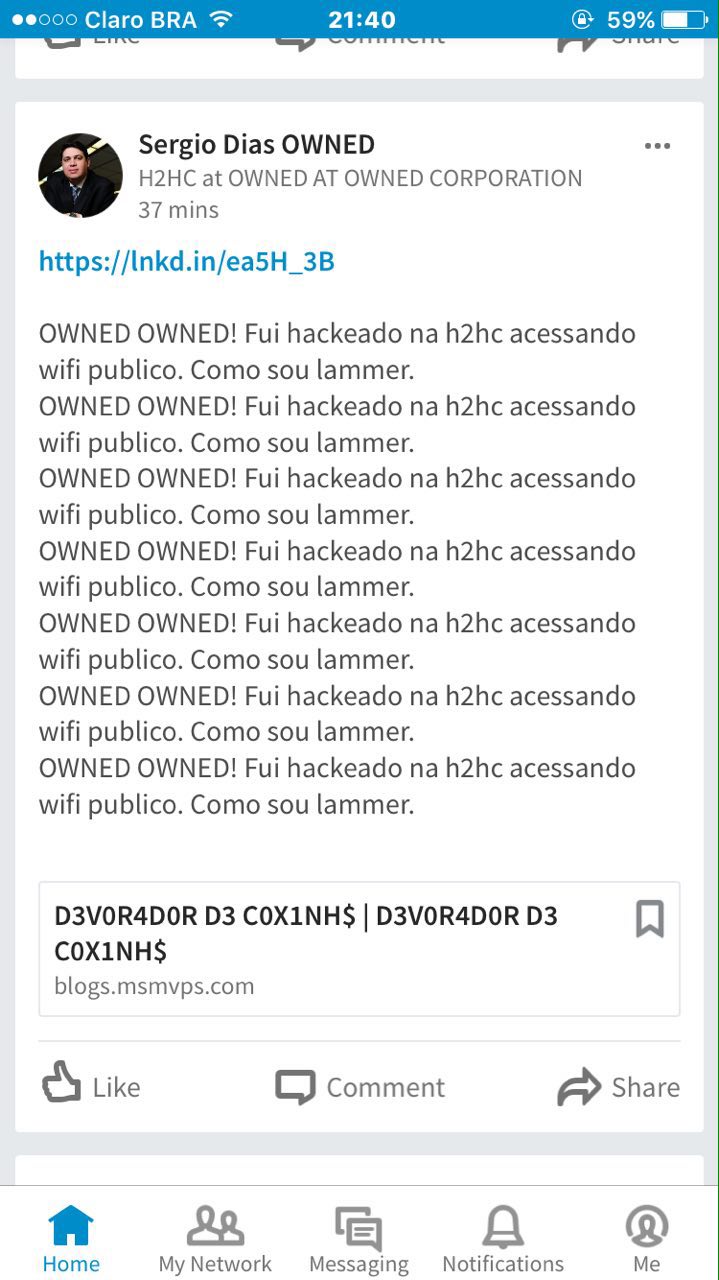 Claro BRA 21:40 59%
Like Comment Share
Sergio Dias OWNED
H2HC at OWNED AT OWNED CORPORATION
37 mins
https://lnkd.in/ea5H_3B
OWNED OWNED! Fui hackeado na h2hc acessando
wifi publico. Como sou lammer.
OWNED OWNED! Fui hackeado na h2hc acessando
wifi publico. Como sou lammer.
OWNED OWNED! Fui hackeado na h2hc acessando
wifi publico. Como sou lammer.
OWNED OWNED! Fui hackeado na h2hc acessando
wifi publico. Como sou lammer.
OWNED OWNED! Fui hackeado na h2hc acessando
wifi publico. Como sou lammer.
OWNED OWNED! Fui hackeado na h2hc acessando
wifi publico. Como sou lammer.
OWNED OWNED! Fui hackeado na h2hc acessando
wifi publico. Como sou lammer.
D3V0R4D0R D3 C0X1NH$ | D3V0R4D0R D3
C0X1NH$
blogs.msmvps.com
Like Comment Share
Home My Network Messaging Notifications Me